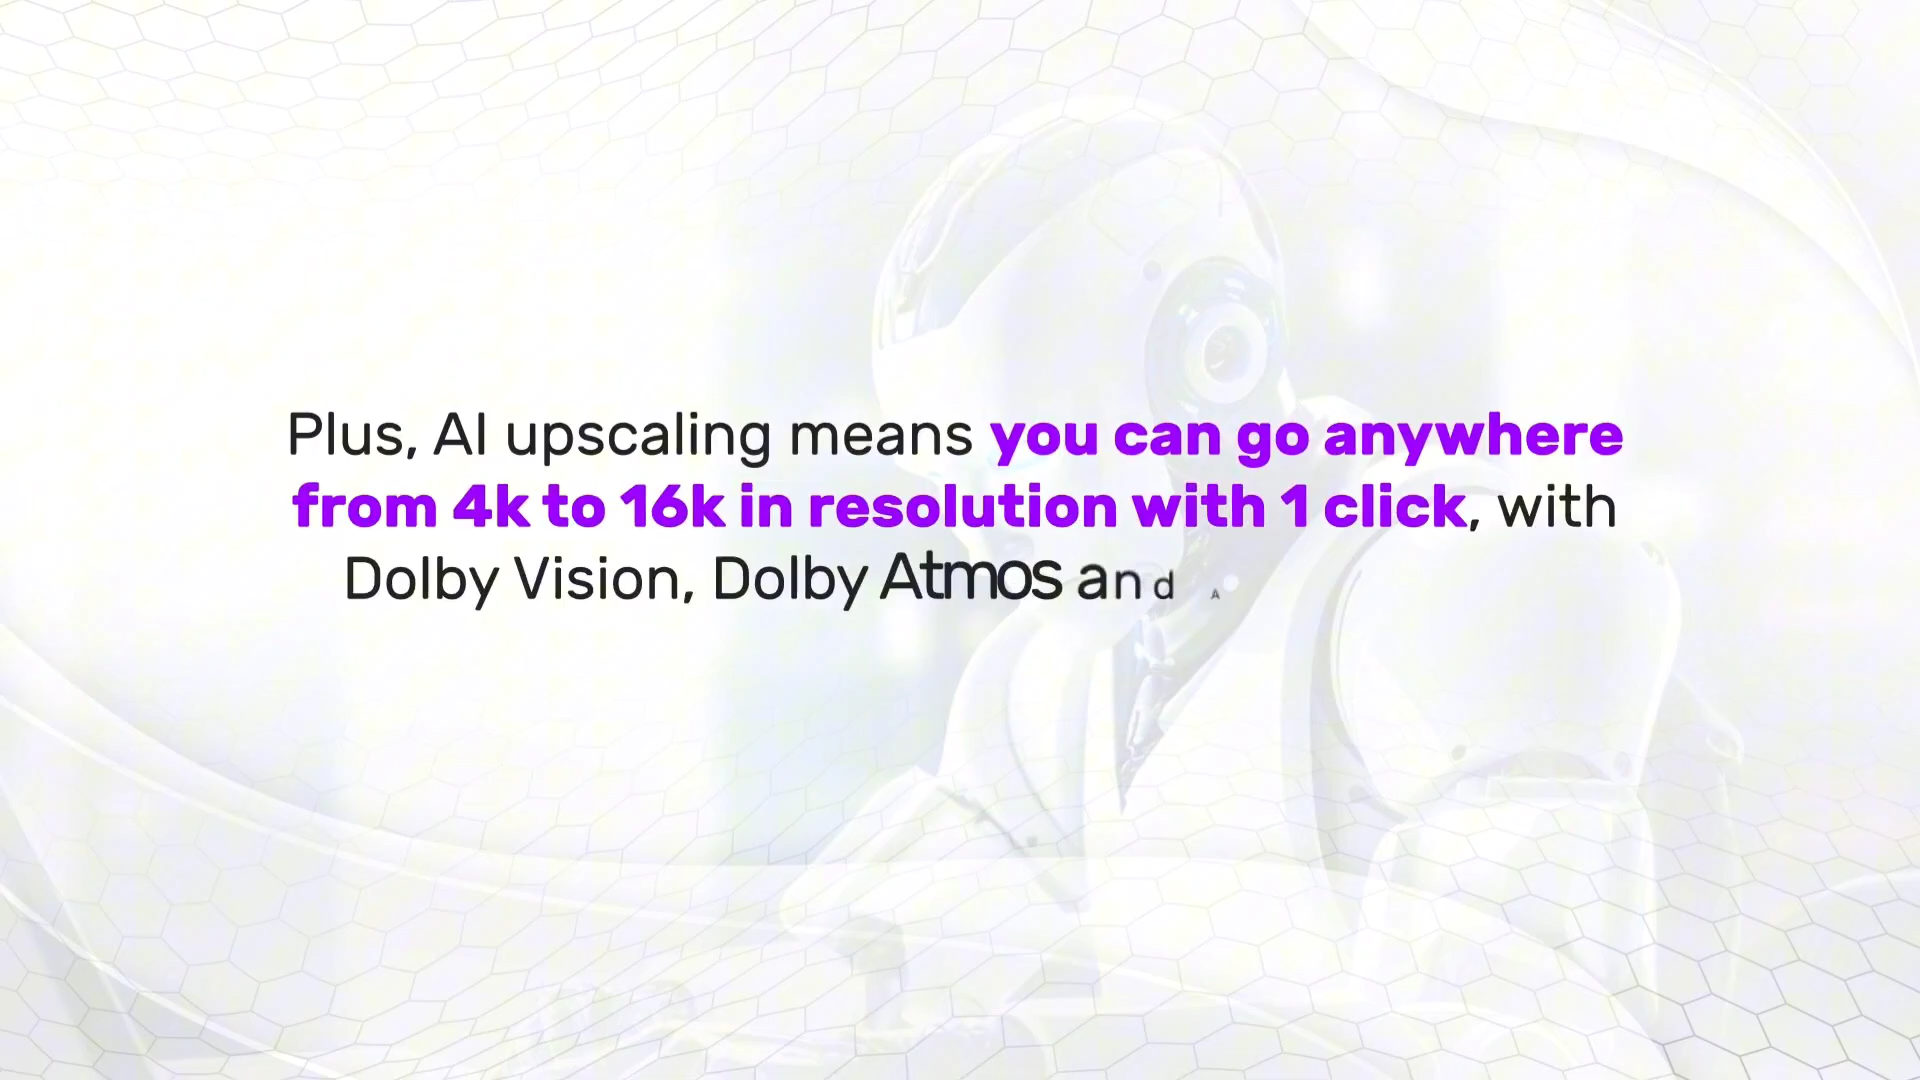 Plus, AI upscaling means you can go anywhere
from 4k to 16k in resolution with 1 click, with
Dolby Vision, Dolby Atmos and A